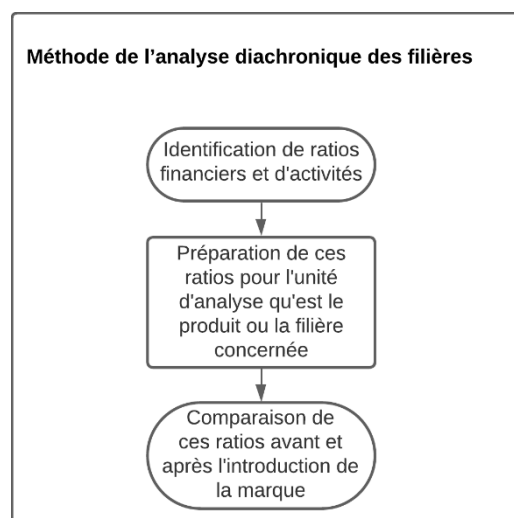 Méthode de l’analyse diachronique des filières
Identification de ratios
financiers et d'activités
Préparation de ces
ratios pour l'unité
d'analyse qu'est le
produit ou la filière
concernée
Comparaison de
ces ratios avant et
après l'introduction de
la marque